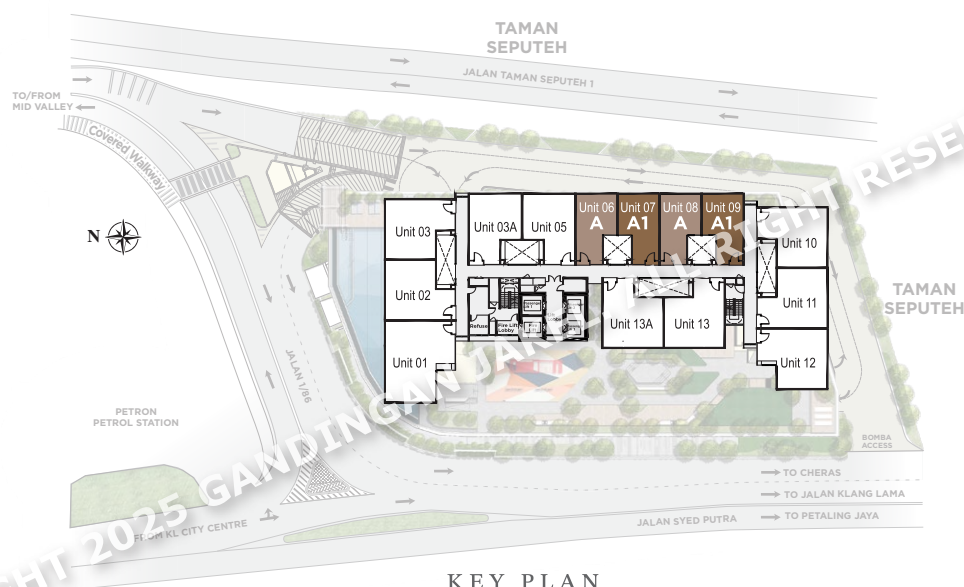 TAMAN
SEPUTEH
JALAN TAMAN SEPUTEH 1
TO/FROM
MID VALLEY
Covered Walkway
N
Unit 06
A
Unit 07
A1
Unit 08
A
Unit 09
A1
Unit 03
Unit 03A
Unit 05
Unit 10
Unit 02
Unit 11
TAMAN
SEPUTEH
Refuse
Fire Lift
Lobby
Unit 13A
Unit 13
Unit 01
Unit 12
JALAN 1/86
PETRON
PETROL STATION
BOMBA
ACCESS
TO CHERAS
TO JALAN KLANG LAMA
FROM KL CITY CENTRE
JALAN SYED PUTRA
TO PETALING JAYA
2025 GANDINGAN JAKEL ALL RIGHT
KEY PLAN